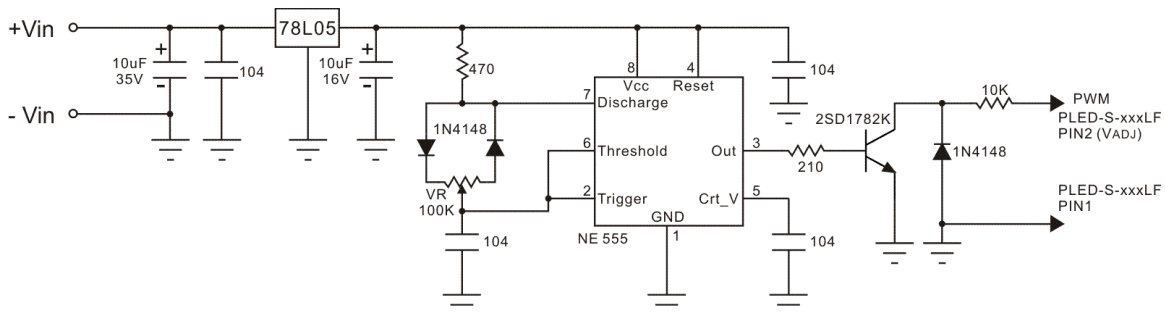 +Vin
- Vin
+
10uF
35V
-
104
78L05
+
10uF
16V
-
470
1N4148
VR
100K
104
7
Discharge
6
Threshold
2
Trigger
8
Vcc
4
Reset
Out
3
Crt_V
5
GND
1
NE 555
104
104
210
2SD1782K
1N4148
10K
PWM
PLED-S-xxxLF
PIN2 (VADJ)
PLED-S-xxxLF
PIN1